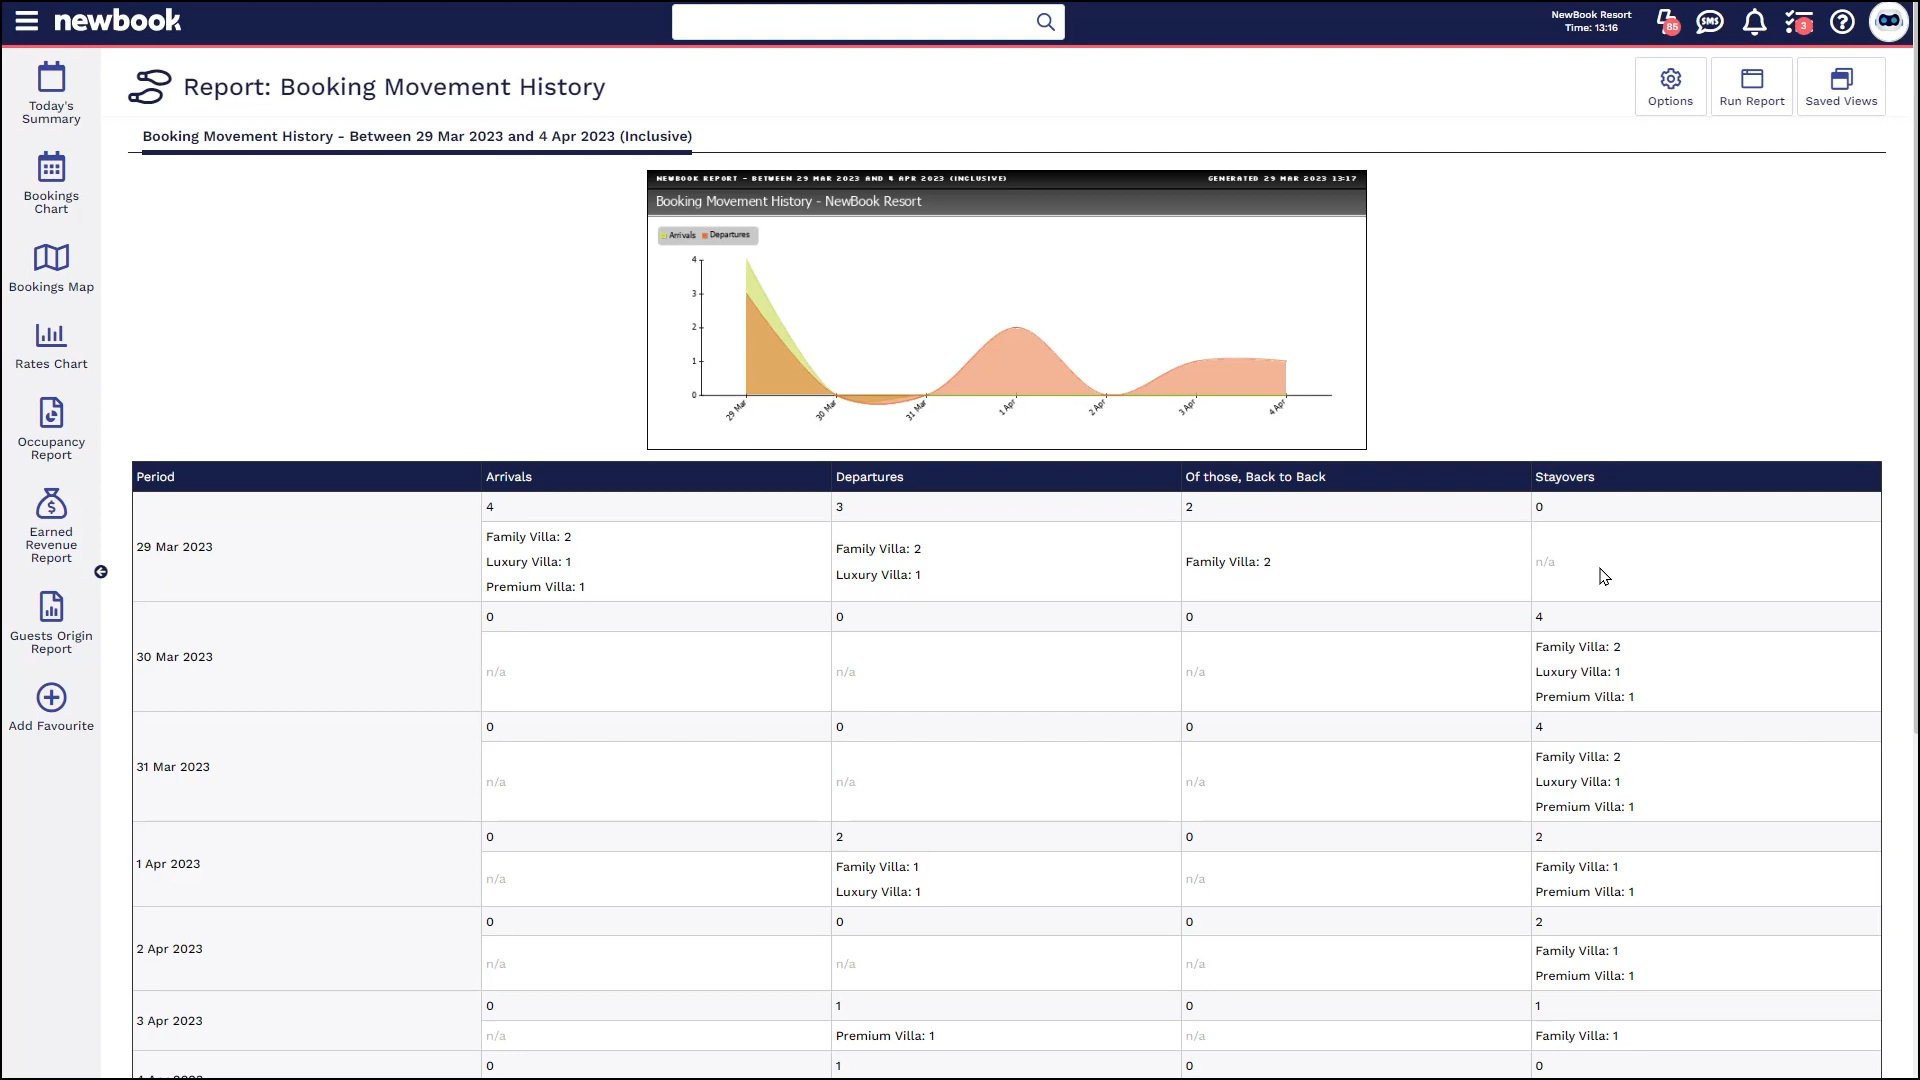 newbook
NewBook Resort
Time: 13:16
85
SMS
3
Today's
Summary
Bookings
Chart
Bookings Map
Rates Chart
Occupancy
Report
Earned
Revenue
Report
Guests Origin
Report
Add Favourite
Report: Booking Movement History
Options
Run Report
Saved Views
Booking Movement History - Between 29 Mar 2023 and 4 Apr 2023 (Inclusive)
NEWBOOK REPORT - BETWEEN 29 MAR 2023 AND 4 APR 2023 (INCLUSIVE) GENERATED 29 MAR 2023 13:17
Booking Movement History - NewBook Resort
Arrivals Departures
4
3
2
1
0
29 Mar 30 Mar 31 Mar 1 Apr 2 Apr 3 Apr 4 Apr
Period Arrivals Departures Of those, Back to Back Stayovers
29 Mar 2023
4 3 2 0
Family Villa: 2
Luxury Villa: 1
Premium Villa: 1
Family Villa: 2
Luxury Villa: 1
Family Villa: 2
n/a
30 Mar 2023
0 0 0 4
n/a n/a n/a
Family Villa: 2
Luxury Villa: 1
Premium Villa: 1
31 Mar 2023
0 0 0 4
n/a n/a n/a
Family Villa: 2
Luxury Villa: 1
Premium Villa: 1
1 Apr 2023
0 2 0 2
n/a
Family Villa: 1
Luxury Villa: 1
n/a
Family Villa: 1
Premium Villa: 1
2 Apr 2023
0 0 0 2
n/a n/a n/a
Family Villa: 1
Premium Villa: 1
3 Apr 2023
0 1 0 1
n/a Premium Villa: 1 n/a Family Villa: 1
0 1 0 0